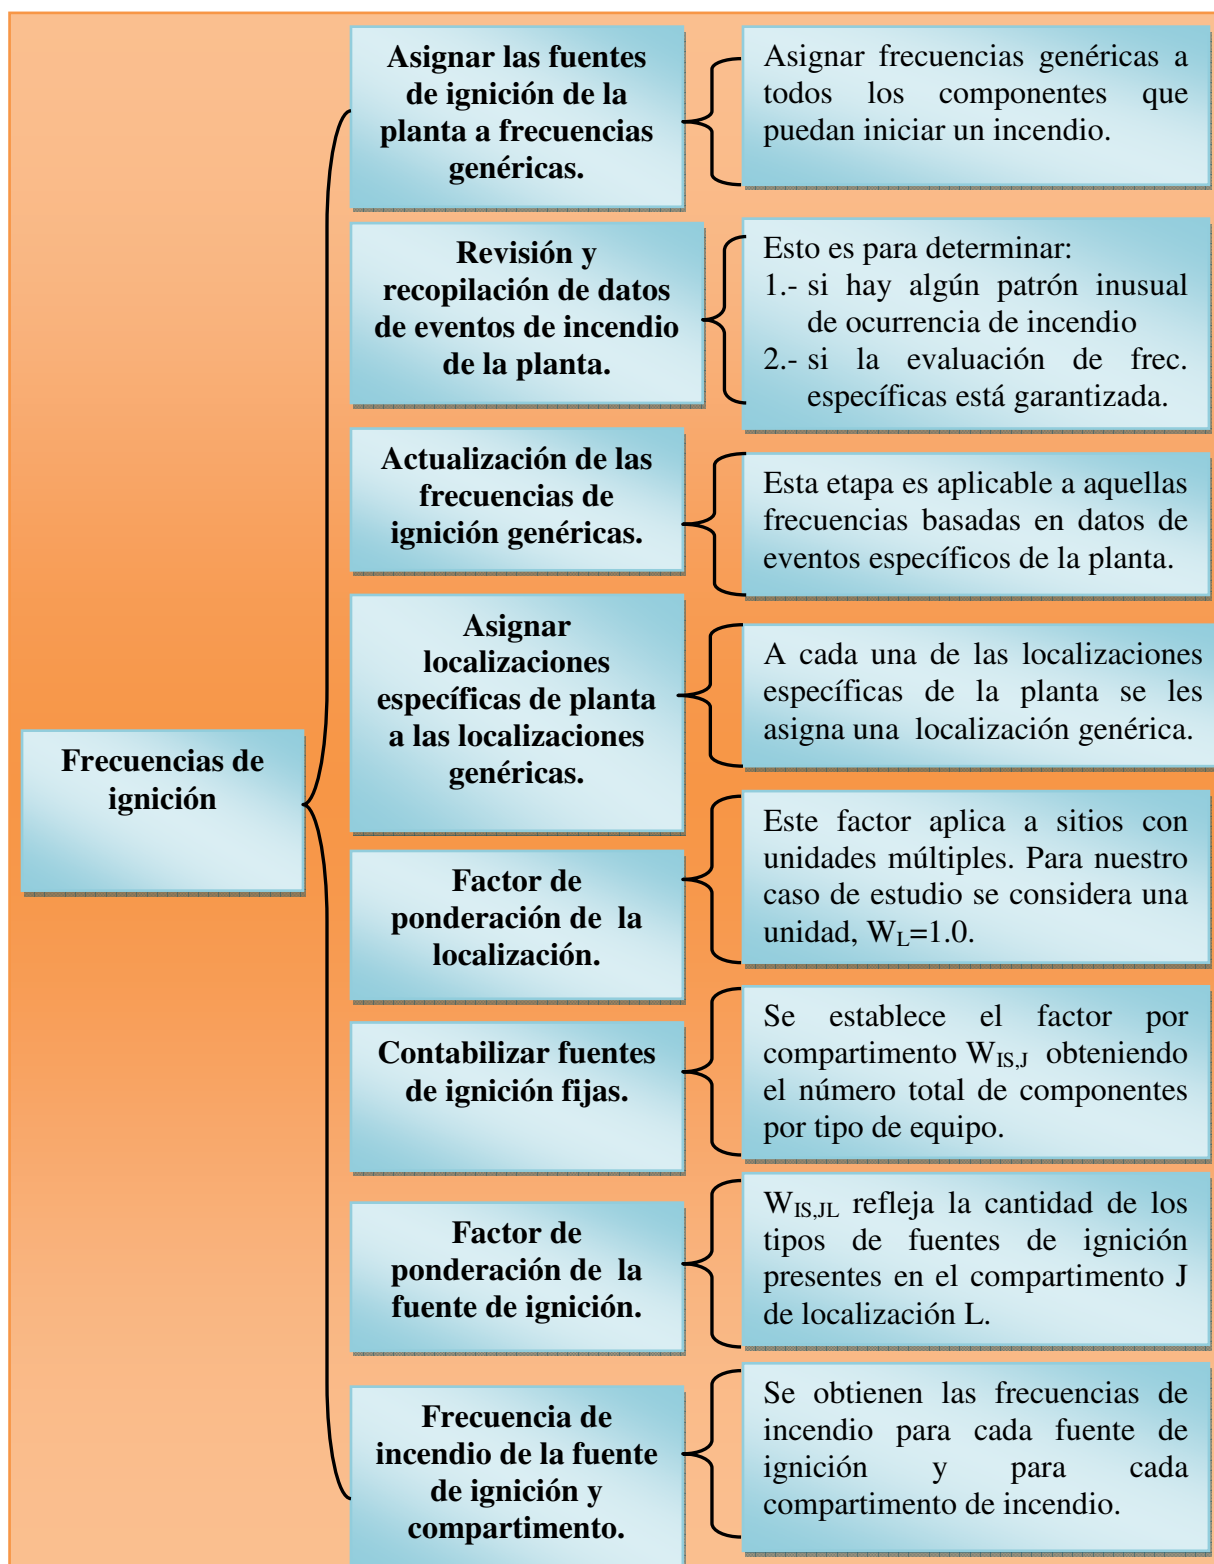 Frecuencias de
ignición
Asignar las fuentes
de ignición de la
planta a frecuencias
genéricas.
Asignar frecuencias genéricas a
todos los componentes que
puedan iniciar un incendio.
Revisión y
recopilación de datos
de eventos de incendio
de la planta.
Esto es para determinar:
1.- si hay algún patrón inusual
de ocurrencia de incendio
2.- si la evaluación de frec.
específicas está garantizada.
Actualización de las
frecuencias de
ignición genéricas.
Esta etapa es aplicable a aquellas
frecuencias basadas en datos de
eventos específicos de la planta.
Asignar
localizaciones
específicas de planta
a las localizaciones
genéricas.
A cada una de las localizaciones
específicas de la planta se les
asigna una localización genérica.
Factor de
ponderación de la
localización.
Este factor aplica a sitios con
unidades múltiples. Para nuestro
caso de estudio se considera una
unidad, W_L=1.0.
Contabilizar fuentes
de ignición fijas.
Se establece el factor por
compartimento W_IS,J obteniendo
el número total de componentes
por tipo de equipo.
Factor de
ponderación de la
fuente de ignición.
W_IS,JL refleja la cantidad de los
tipos de fuentes de ignición
presentes en el compartimento J
de localización L.
Frecuencia de
incendio de la fuente
de ignición y
compartimento.
Se obtienen las frecuencias de
incendio para cada fuente de
ignición y para cada
compartimento de incendio.